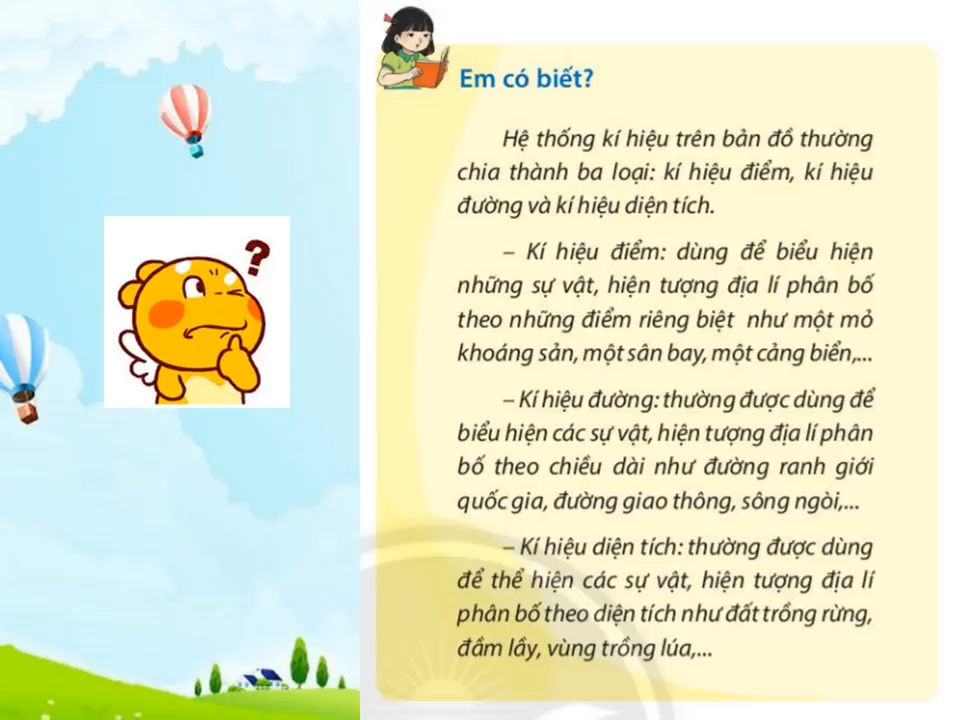 ?
Em có biết?
Hệ thống kí hiệu trên bản đồ thường
chia thành ba loại: kí hiệu điểm, kí hiệu
đường và kí hiệu diện tích.
– Kí hiệu điểm: dùng để biểu hiện
những sự vật, hiện tượng địa lí phân bố
theo những điểm riêng biệt như một mỏ
khoáng sản, một sân bay, một cảng biển,...
– Kí hiệu đường: thường được dùng để
biểu hiện các sự vật, hiện tượng địa lí phân
bố theo chiều dài như đường ranh giới
quốc gia, đường giao thông, sông ngòi,...
– Kí hiệu diện tích: thường được dùng
để thể hiện các sự vật, hiện tượng địa lí
phân bố theo diện tích như đất trồng rừng,
đầm lầy, vùng trồng lúa,...